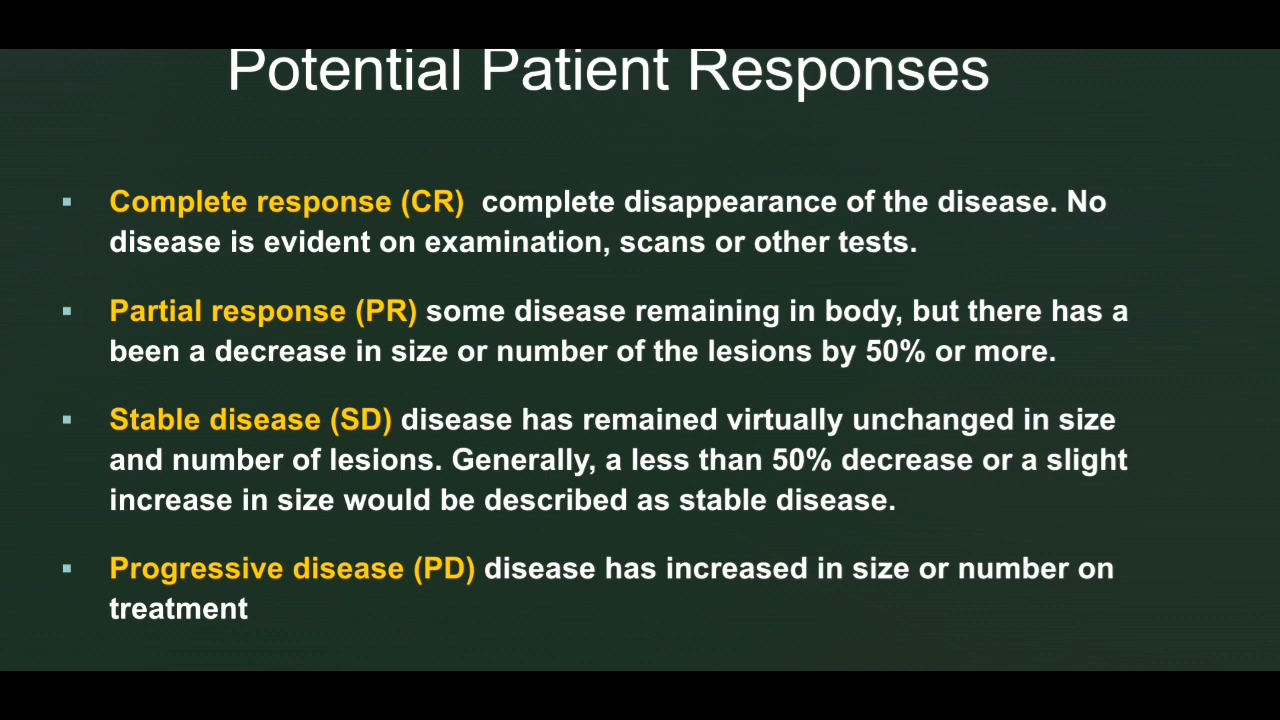 Potential Patient Responses
▪ Complete response (CR) complete disappearance of the disease. No
disease is evident on examination, scans or other tests.
▪ Partial response (PR) some disease remaining in body, but there has a
been a decrease in size or number of the lesions by 50% or more.
▪ Stable disease (SD) disease has remained virtually unchanged in size
and number of lesions. Generally, a less than 50% decrease or a slight
increase in size would be described as stable disease.
▪ Progressive disease (PD) disease has increased in size or number on
treatment